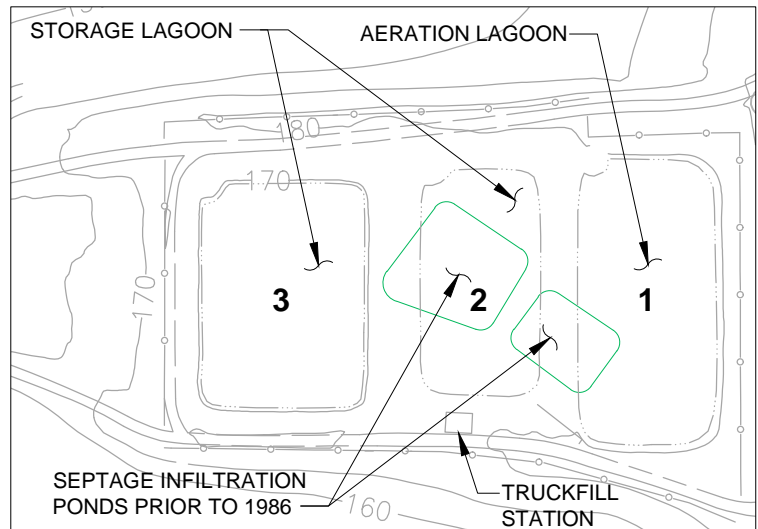 STORAGE LAGOON
AERATION LAGOON
180
170
170
3
2
1
SEPTAGE INFILTRATION
PONDS PRIOR TO 1986
160
TRUCKFILL
STATION